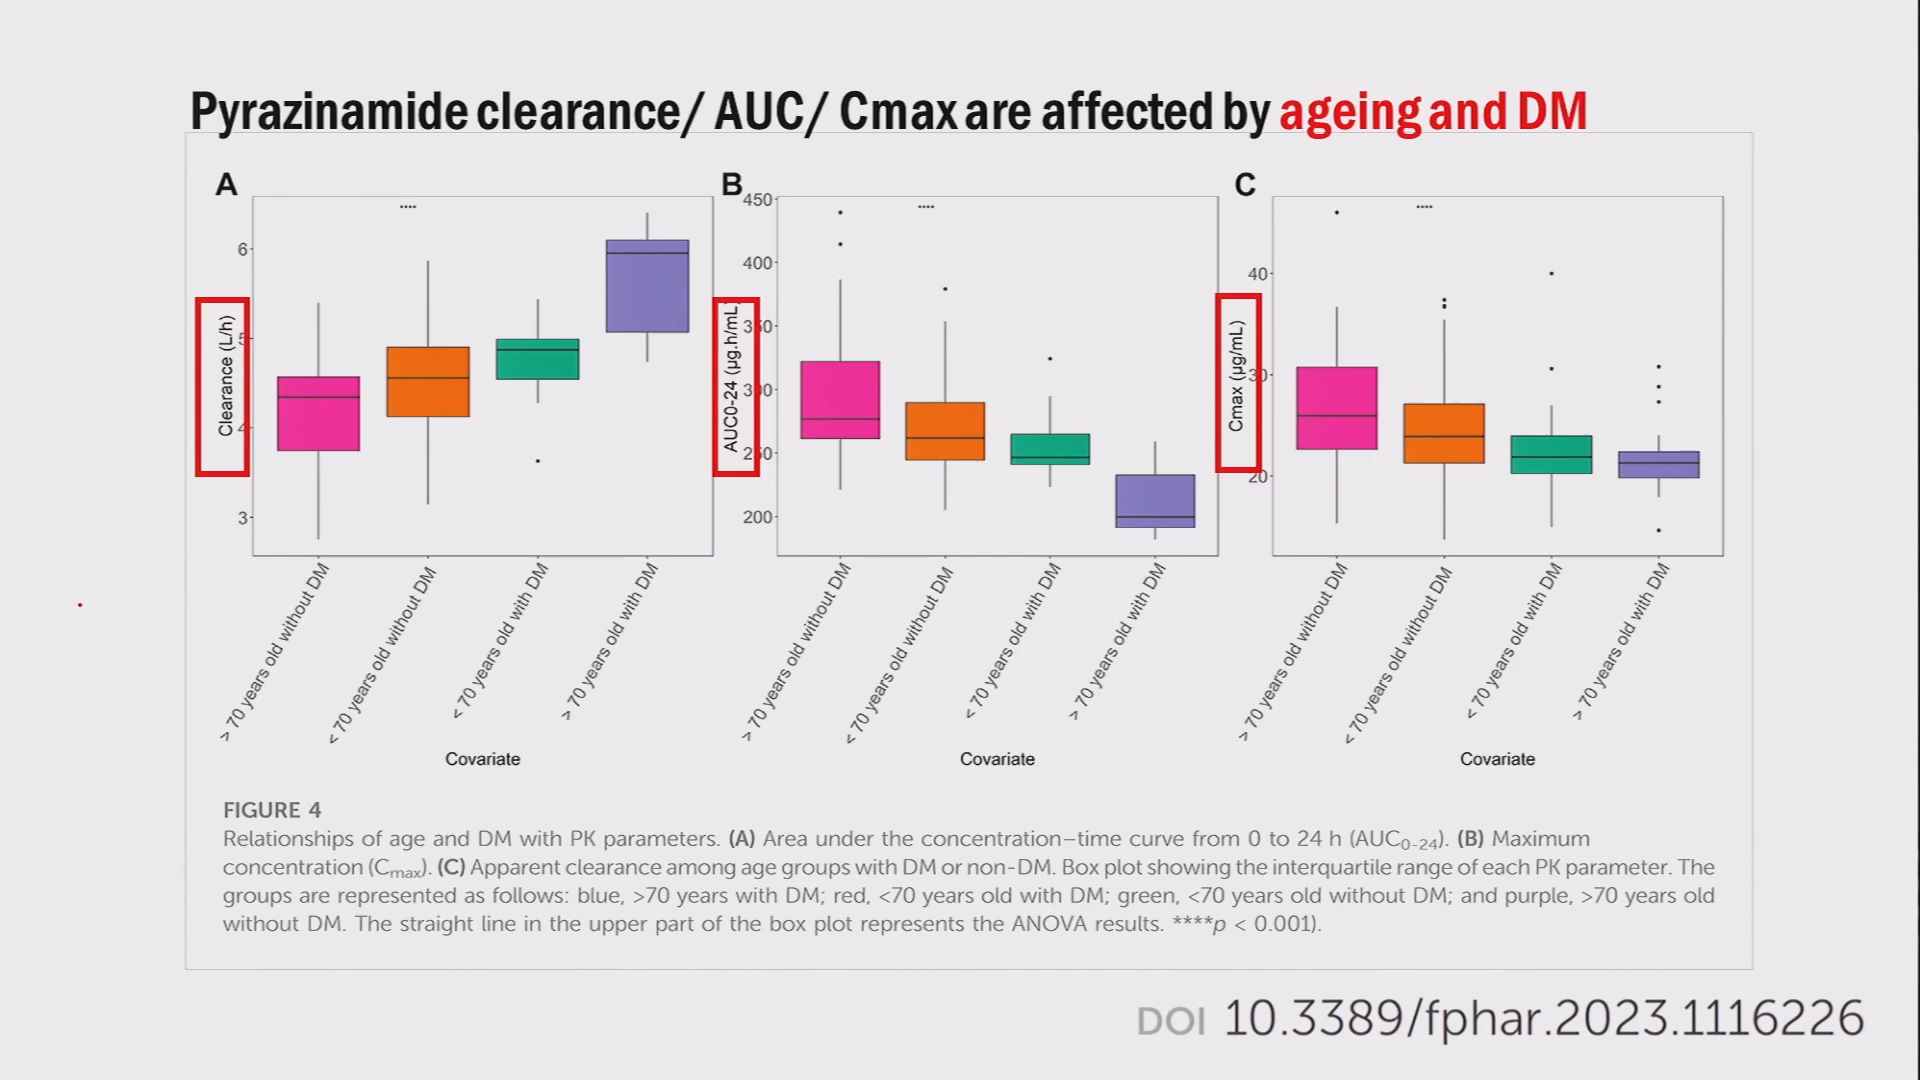 Pyrazinamide clearance/ AUC/ Cmax are affected by ageing and DM
A
Clearance (L/h)
6
5
4
3
....
> 70 years old without DM
< 70 years old without DM
< 70 years old with DM
> 70 years old with DM
Covariate
B
AUC0-24 (µg.h/mL)
450
400
350
300
250
200
....
> 70 years old without DM
< 70 years old without DM
< 70 years old with DM
> 70 years old with DM
Covariate
C
Cmax (µg/mL)
40
30
20
....
> 70 years old without DM
< 70 years old without DM
< 70 years old with DM
> 70 years old with DM
Covariate
FIGURE 4
Relationships of age and DM with PK parameters. (A) Area under the concentration–time curve from 0 to 24 h (AUC0-24). (B) Maximum
concentration (Cmax). (C) Apparent clearance among age groups with DM or non-DM. Box plot showing the interquartile range of each PK parameter. The
groups are represented as follows: blue, >70 years with DM; red, <70 years old with DM; green, <70 years old without DM; and purple, >70 years old
without DM. The straight line in the upper part of the box plot represents the ANOVA results. ****p < 0.001).
DOI 10.3389/fphar.2023.1116226